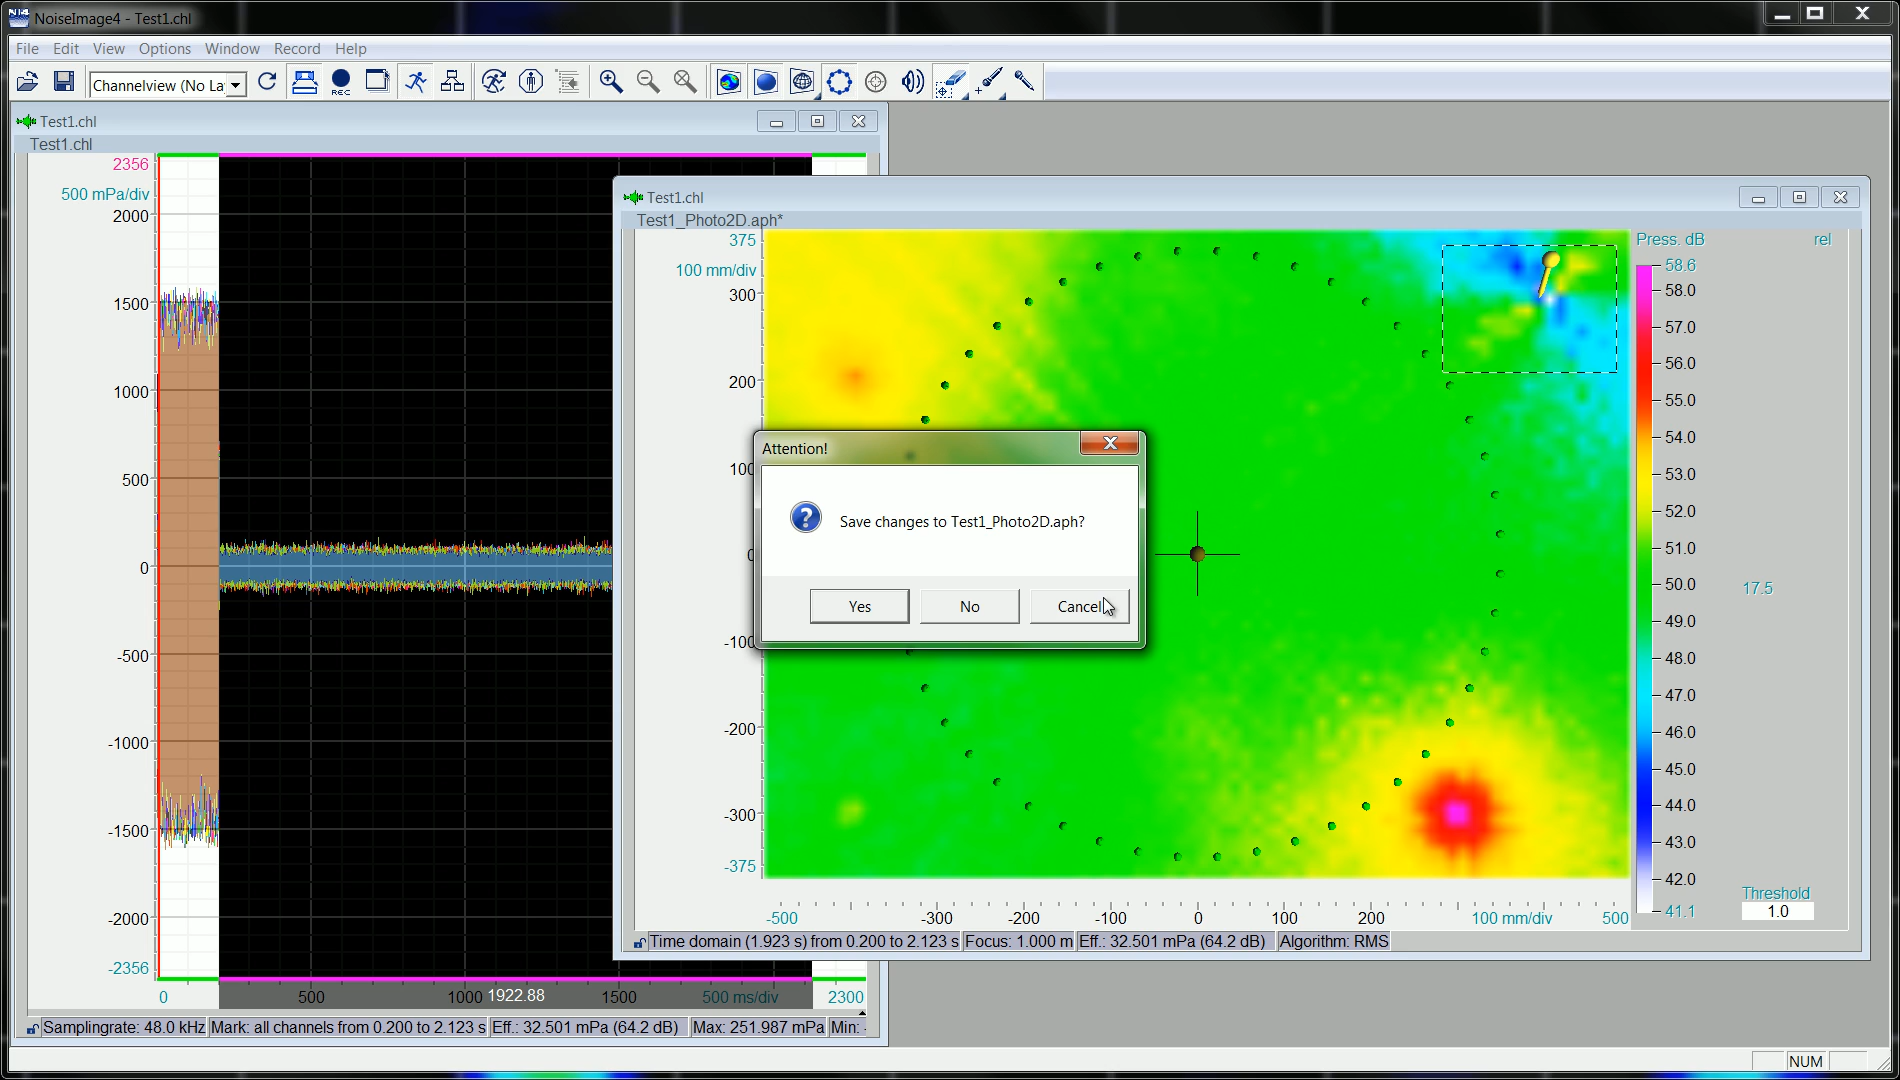 NoiseImage4 - Test1.chl
File Edit View Options Window Record Help
Channelview (No La
REC
Test1.chl
Test1.chl
2356
500 mPa/div
2000
1500
1000
500
0
-500
-1000
-1500
-2000
-2356
0 500 1000 1922.88 1500 500 ms/div 2300
Samplingrate: 48.0 kHz Mark: all channels from 0.200 to 2.123 s Eff.: 32.501 mPa (64.2 dB) Max: 251.987 mPa Min: -
Test1.chl
Test1_Photo2D.aph*
375
100 mm/div
300
200
100
0
-100
-200
-300
-375
-500 -300 -200 -100 0 100 200 100 mm/div 500
Time domain (1.923 s) from 0.200 to 2.123 s Focus: 1.000 m Eff.: 32.501 mPa (64.2 dB) Algorithm: RMS
Press. dB rel
58.6
58.0
57.0
56.0
55.0
54.0
53.0
52.0
51.0
50.0
49.0
48.0
47.0
46.0
45.0
44.0
43.0
42.0
41.1
17.5
Threshold
1.0
Attention!
Save changes to Test1_Photo2D.aph?
Yes No Cancel
NUM